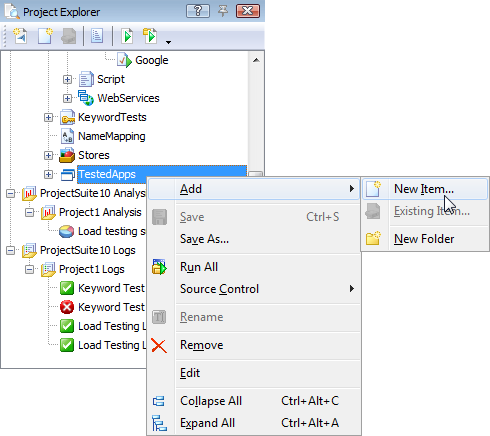 Project Explorer
Google
Script
WebServices
KeywordTests
NameMapping
Stores
TestedApps
ProjectSuite10 Analys
Project1 Analysis
Load testing s
ProjectSuite10 Logs
Project1 Logs
Keyword Test
Keyword Test
Load Testing L
Load Testing L
Add
Save Ctrl+S
Save As...
Run All
Source Control
Rename
Remove
Edit
Collapse All Ctrl+Alt+C
Expand All Ctrl+Alt+A
New Item...
Existing Item...
New Folder